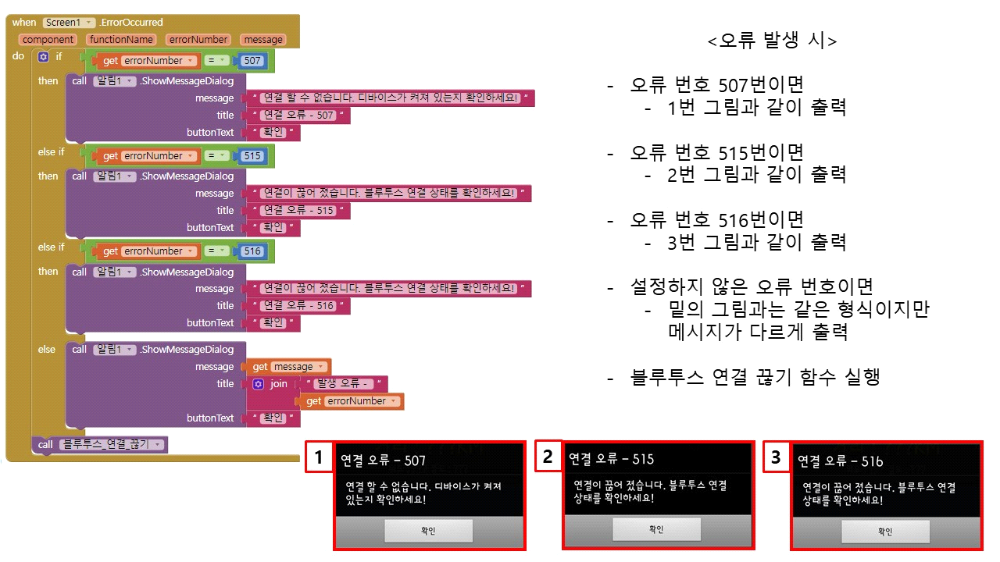 when Screen1 .ErrorOccurred
component functionName errorNumber message
do if get errorNumber = 507
then call 알림1 .ShowMessageDialog
message " 연결 할 수 없습니다. 디바이스가 켜져 있는지 확인하세요! "
title " 연결 오류 - 507 "
buttonText " 확인 "
else if get errorNumber = 515
then call 알림1 .ShowMessageDialog
message " 연결이 끊어 졌습니다. 블루투스 연결 상태를 확인하세요! "
title " 연결 오류 - 515 "
buttonText " 확인 "
else if get errorNumber = 516
then call 알림1 .ShowMessageDialog
message " 연결이 끊어 졌습니다. 블루투스 연결 상태를 확인하세요! "
title " 연결 오류 - 516 "
buttonText " 확인 "
else call 알림1 .ShowMessageDialog
message get message
title join " 발생 오류 - "
get errorNumber
buttonText " 확인 "
call 블루투스_연결_끊기
<오류 발생 시>
- 오류 번호 507번이면
- 1번 그림과 같이 출력
- 오류 번호 515번이면
- 2번 그림과 같이 출력
- 오류 번호 516번이면
- 3번 그림과 같이 출력
- 설정하지 않은 오류 번호이면
- 밑의 그림과는 같은 형식이지만
메시지가 다르게 출력
- 블루투스 연결 끊기 함수 실행
1
연결 오류 - 507
연결 할 수 없습니다. 디바이스가 켜져
있는지 확인하세요!
확인
2
연결 오류 - 515
연결이 끊어 졌습니다. 블루투스 연결
상태를 확인하세요!
확인
3
연결 오류 - 516
연결이 끊어 졌습니다. 블루투스 연결
상태를 확인하세요!
확인